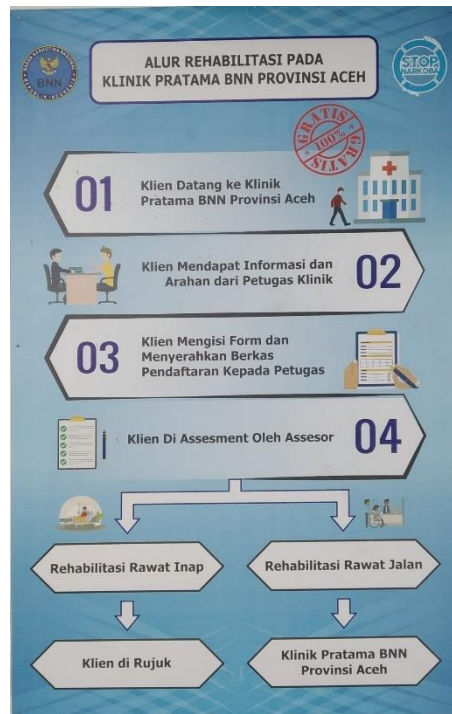 BNN
ALUR REHABILITASI PADA
KLINIK PRATAMA BNN PROVINSI ACEH
STOP
NARKOBA
GRATIS
100%
GRATIS
01
Klien Datang ke Klinik
Pratama BNN Provinsi Aceh
Klien Mendapat Informasi dan
Arahan dari Petugas Klinik
02
03
Klien Mengisi Form dan
Menyerahkan Berkas
Pendaftaran Kepada Petugas
Klien Di Assesment Oleh Assesor
04
Rehabilitasi Rawat Inap
Rehabilitasi Rawat Jalan
Klien di Rujuk
Klinik Pratama BNN
Provinsi Aceh